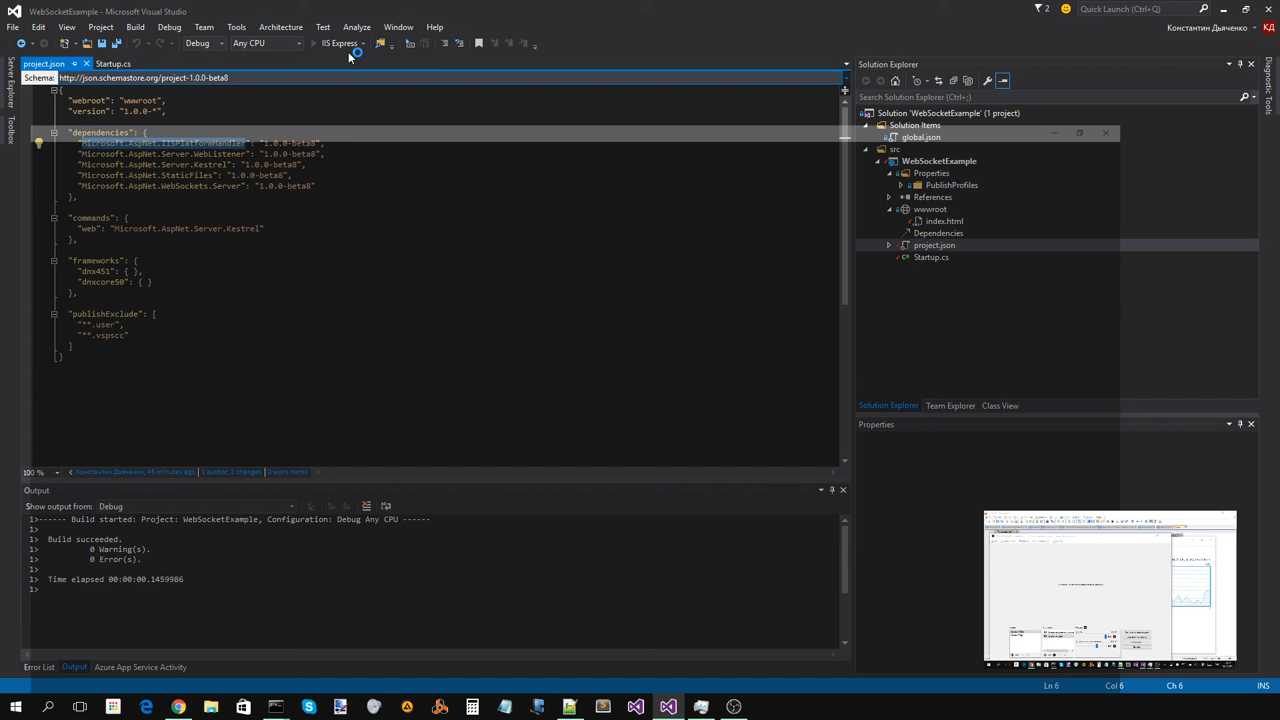 WebSocketExample - Microsoft Visual Studio
2
Quick Launch (Ctrl+Q)
File Edit View Project Build Debug Team Tools Architecture Test Analyze Window Help
Константин Дьяченко КД
Debug Any CPU IIS Express
Server Explorer
Toolbox
Diagnostic Tools
project.json Startup.cs
Schema: http://json.schemastore.org/project-1.0.0-beta8
{
"webroot": "wwwroot",
"version": "1.0.0-*",
"dependencies": {
"Microsoft.AspNet.IISPlatformHandler": "1.0.0-beta8",
"Microsoft.AspNet.Server.WebListener": "1.0.0-beta8",
"Microsoft.AspNet.Server.Kestrel": "1.0.0-beta8",
"Microsoft.AspNet.StaticFiles": "1.0.0-beta8",
"Microsoft.AspNet.WebSockets.Server": "1.0.0-beta8"
},
"commands": {
"web": "Microsoft.AspNet.Server.Kestrel"
},
"frameworks": {
"dnx451": { },
"dnxcore50": { }
},
"publishExclude": [
"**.user",
"**.vspscc"
]
}
100 % Константин Дьяченко, 45 minutes ago | 1 author, 2 changes | 2 work items
Output
Show output from: Debug
1>------ Build started: Project: WebSocketExample, Configuration: Debug Any CPU ------
1>
1> Build succeeded.
1> 0 Warning(s).
1> 0 Error(s).
1>
1> Time elapsed 00:00:00.1459986
1>
Error List Output Azure App Service Activity
Solution Explorer
Search Solution Explorer (Ctrl+;)
Solution 'WebSocketExample' (1 project)
Solution Items
global.json
src
WebSocketExample
Properties
PublishProfiles
References
wwwroot
index.html
Dependencies
project.json
Startup.cs
Solution Explorer Team Explorer Class View
Properties
Ln 6 Col 6 Ch 6 INS